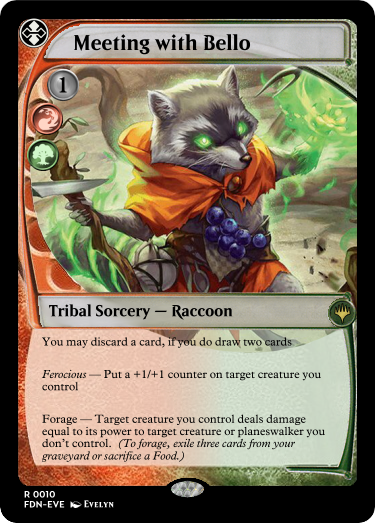 Meeting with Bello
1
Tribal Sorcery — Raccoon
You may discard a card, if you do draw two cards
Ferocious — Put a +1/+1 counter on target creature you
control
Forage — Target creature you control deals damage
equal to its power to target creature or planeswalker you
don't control. (To forage, exile three cards from your
graveyard or sacrifice a Food.)
R 0010
FDN-EVE Evelyn